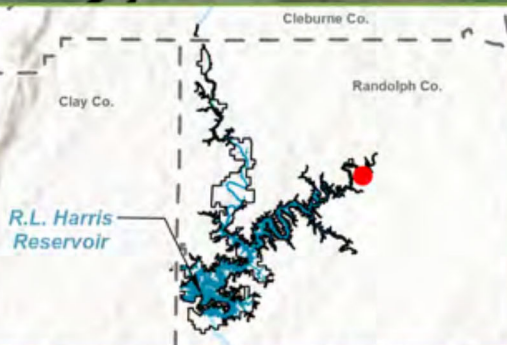 Cleburne Co.
Randolph Co.
Clay Co.
R.L. Harris
Reservoir